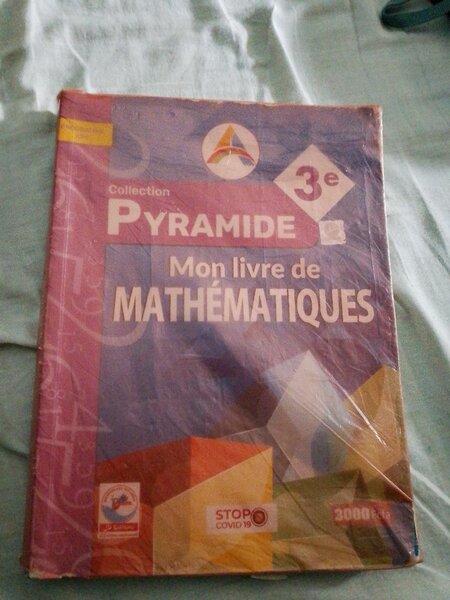 Collection
3e
PYRAMIDE
Mon livre de
MATHÉMATIQUES
STOP
COVID 19
3000